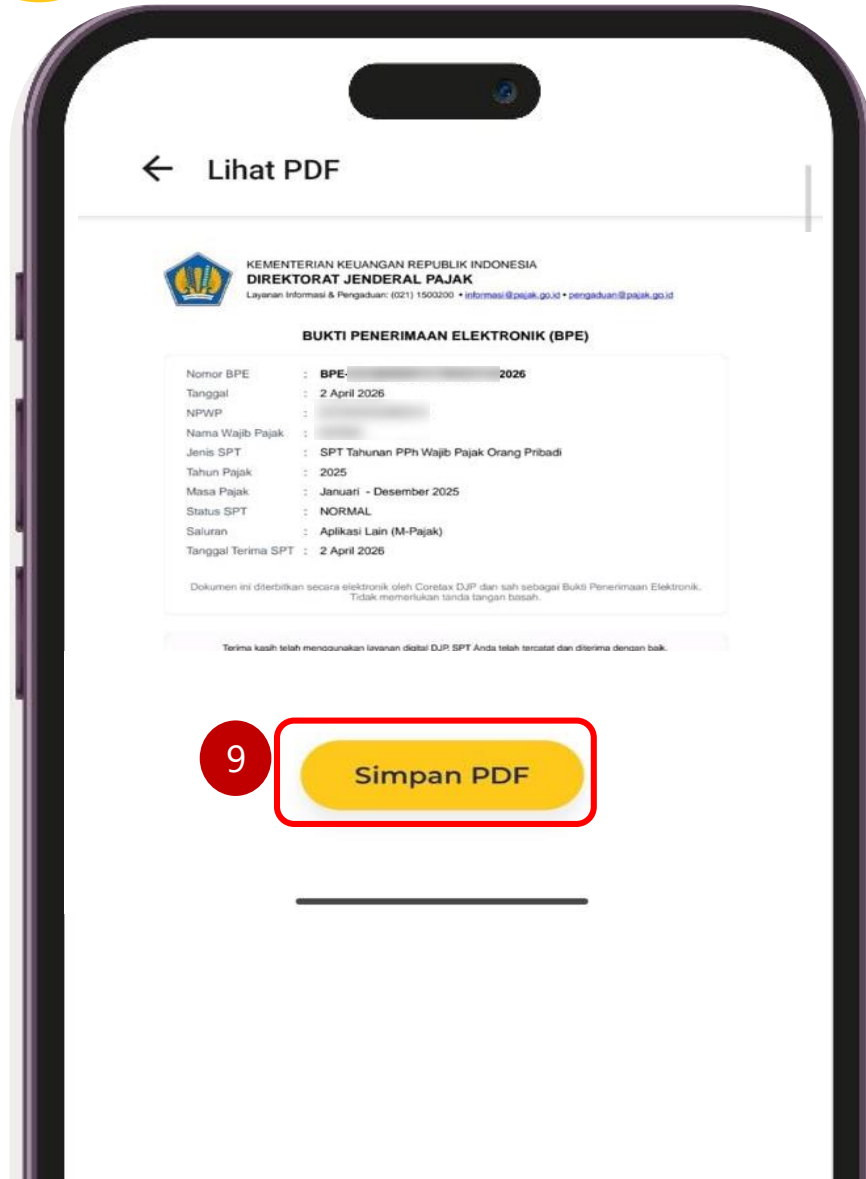 ← Lihat PDF
KEMENTERIAN KEUANGAN REPUBLIK INDONESIA
DIREKTORAT JENDERAL PAJAK
Layanan Informasi & Pengaduan: (021) 1500200 • informasi@pajak.go.id • pengaduan@pajak.go.id
BUKTI PENERIMAAN ELEKTRONIK (BPE)
Nomor BPE : BPE- 2026
Tanggal : 2 April 2026
NPWP :
Nama Wajib Pajak :
Jenis SPT : SPT Tahunan PPh Wajib Pajak Orang Pribadi
Tahun Pajak : 2025
Masa Pajak : Januari - Desember 2025
Status SPT : NORMAL
Saluran : Aplikasi Lain (M-Pajak)
Tanggal Terima SPT : 2 April 2026
Dokumen ini diterbitkan secara elektronik oleh Coretax DJP dan sah sebagai Bukti Penerimaan Elektronik.
Tidak memerlukan tanda tangan basah.
Terima kasih telah menggunakan layanan digital DJP. SPT Anda telah tercatat dan diterima dengan baik.
9
Simpan PDF